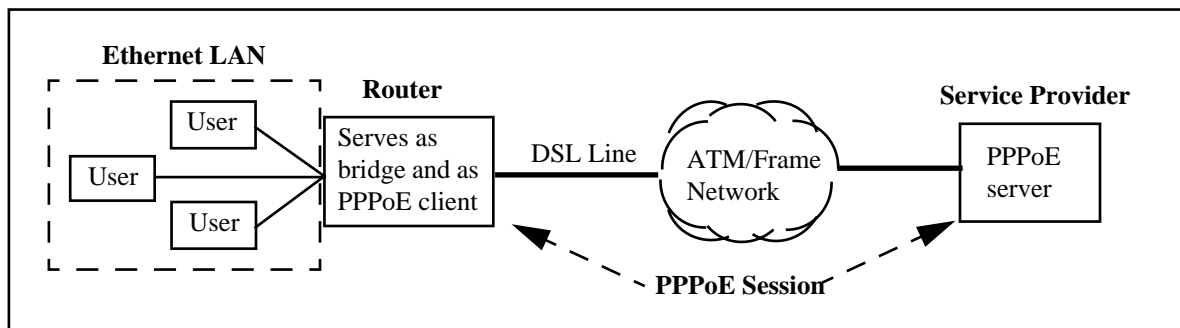 Ethernet LAN
User
User
User
Router
Serves as
bridge and as
PPPoE client
DSL Line
ATM/Frame
Network
Service Provider
PPPoE
server
PPPoE Session